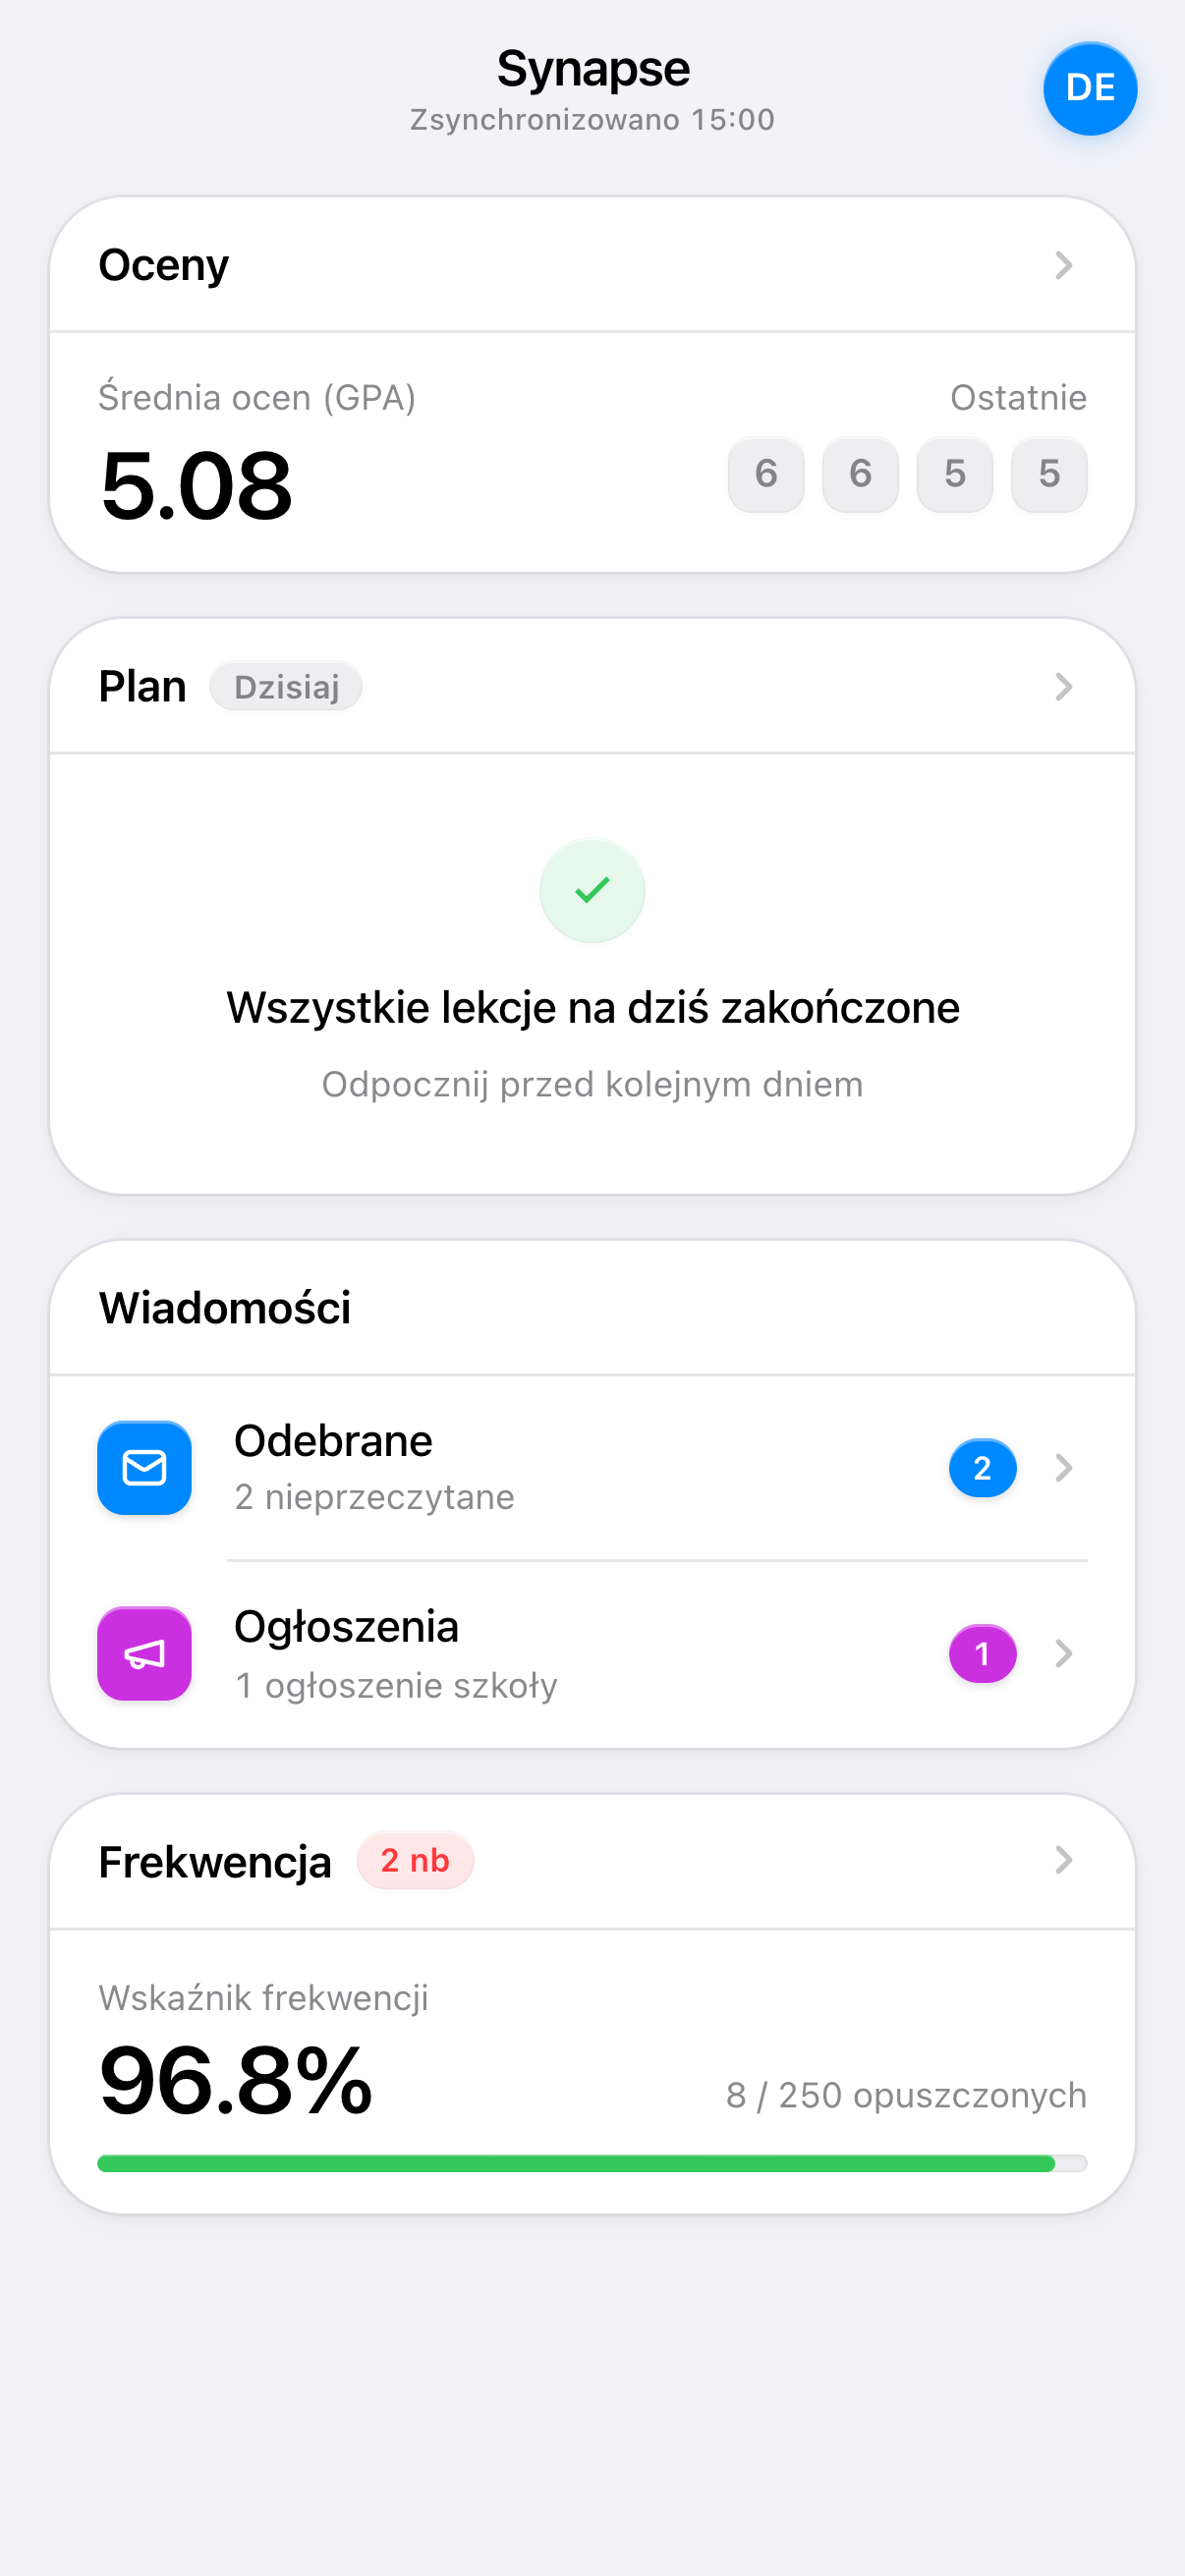 Synapse
Zsynchronizowano 15:00
DE
Oceny
Średnia ocen (GPA)
Ostatnie
5.08
6 6 5 5
Plan Dzisiaj
Wszystkie lekcje na dziś zakończone
Odpocznij przed kolejnym dniem
Wiadomości
Odebrane
2 nieprzeczytane
2
Ogłoszenia
1 ogłoszenie szkoły
1
Frekwencja 2 nb
Wskaźnik frekwencji
96.8%
8 / 250 opuszczonych